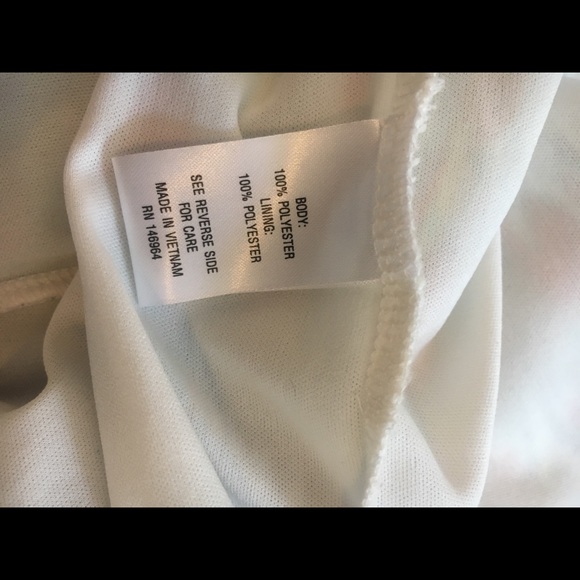 BODY:
100% POLYESTER
LINING:
100% POLYESTER
SEE REVERSE SIDE
FOR CARE
MADE IN VIETNAM
RN 146964